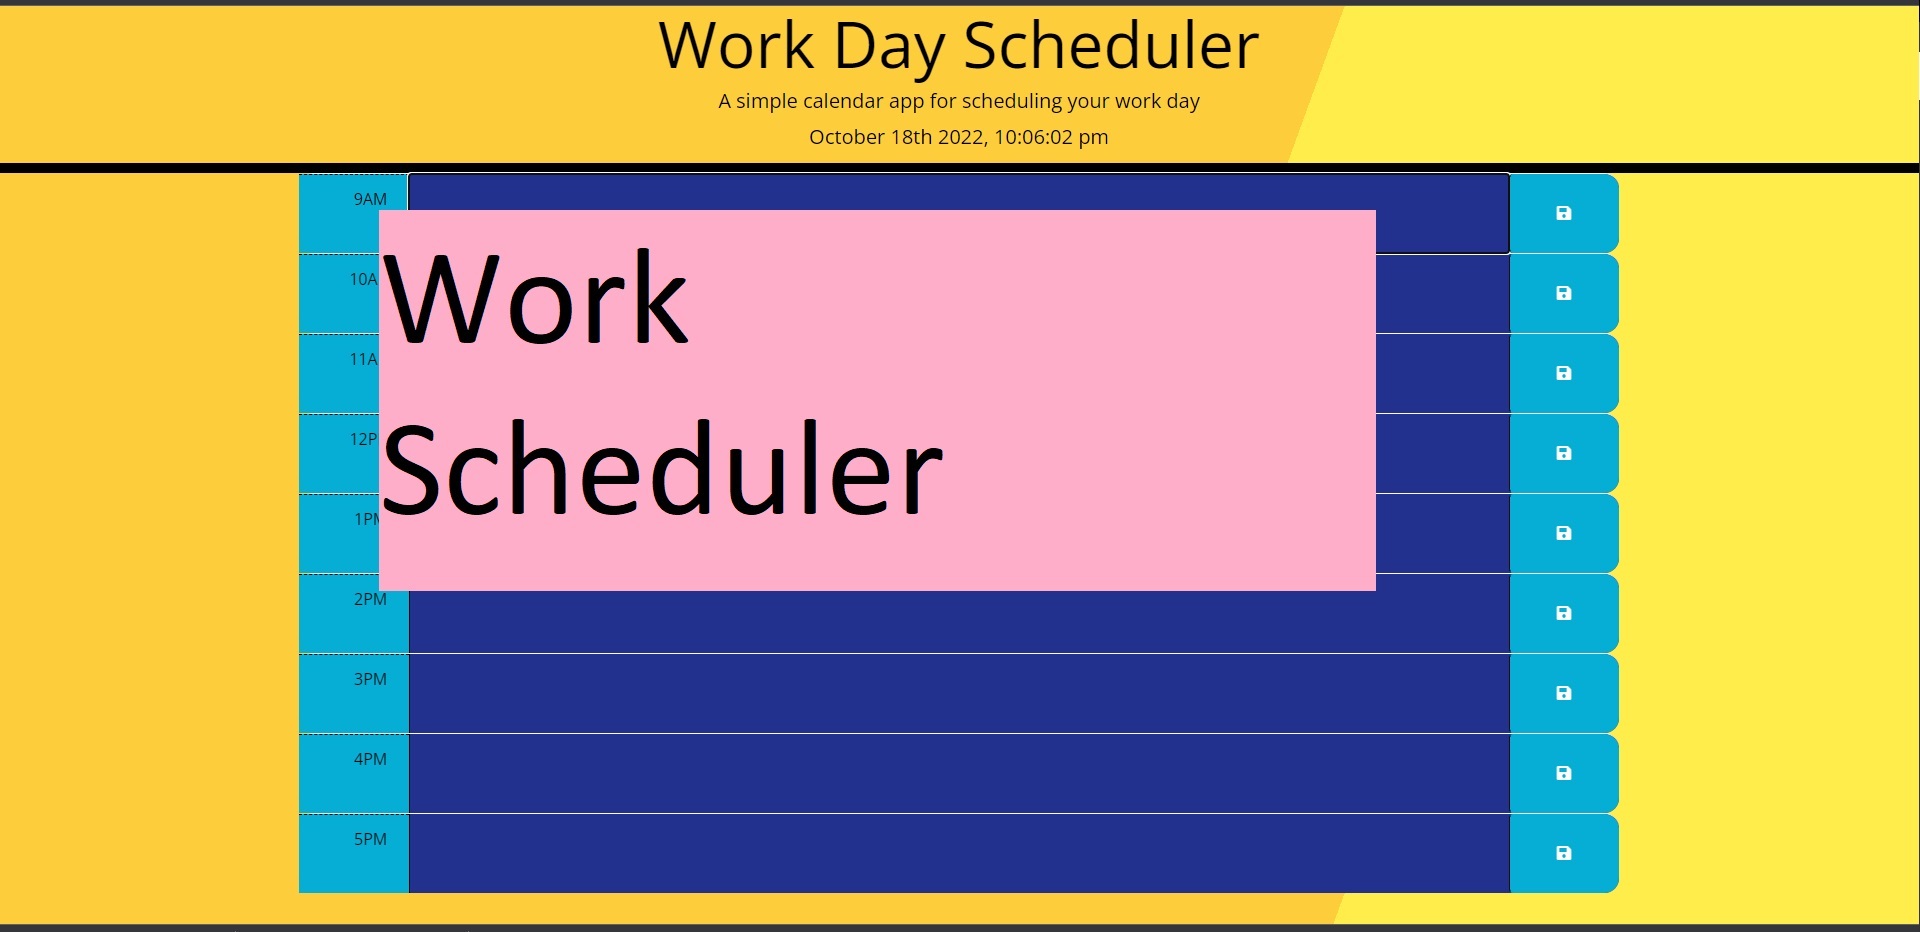 Work Day Scheduler
A simple calendar app for scheduling your work day
October 18th 2022, 10:06:02 pm
9AM
Work
Scheduler
10A
11A
12P
1PM
2PM
3PM
4PM
5PM